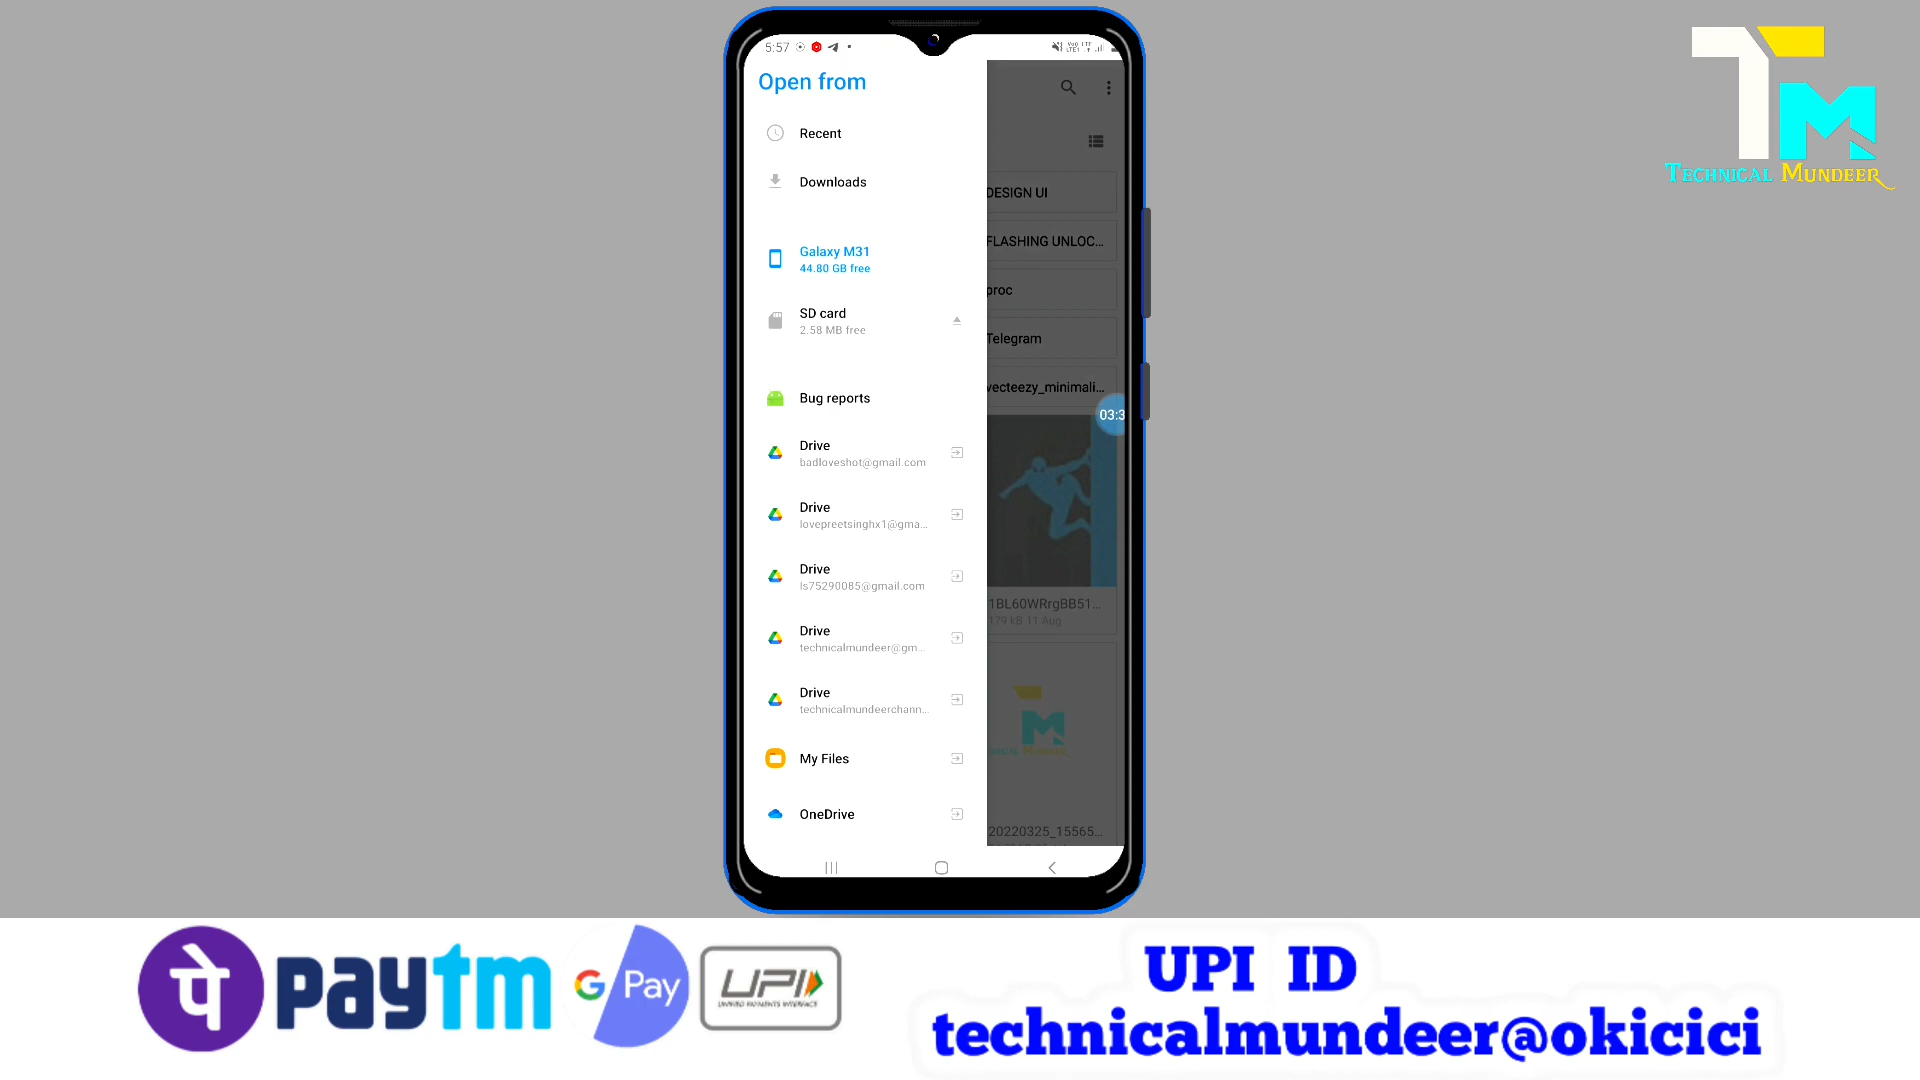 5:57
Open from
Recent
Downloads
Galaxy M31
44.80 GB free
SD card
2.58 MB free
Bug reports
Drive
badloveshot@gmail.com
Drive
lovepreetsinghx1@gma...
Drive
ls75290085@gmail.com
Drive
technicalmundeer@gm...
Drive
technicalmundeerchann...
My Files
OneDrive
DESIGN UI
FLASHING UNLOC...
proc
Telegram
vecteezy_minimali...
03:3
1BL60WRrgBB51...
179 kB 11 Aug
20220325_15565...
TM
TECHNICAL MUNDEER
पे
paytm
G Pay
UPI
UNIFIED PAYMENTS INTERFACE
UPI ID
technicalmundeer@okicici